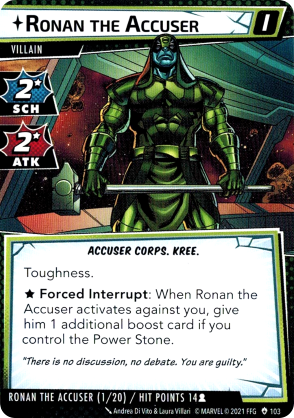 RONAN THE ACCUSER
I
VILLAIN
2*
SCH
2*
ATK
ACCUSER CORPS. KREE.
Toughness.
★ Forced Interrupt: When Ronan the
Accuser activates against you, give
him 1 additional boost card if you
control the Power Stone.
"There is no discussion, no debate. You are guilty."
RONAN THE ACCUSER (1/20) / HIT POINTS 14
Andrea Di Vito & Laura Villari © MARVEL © 2021 FFG 103